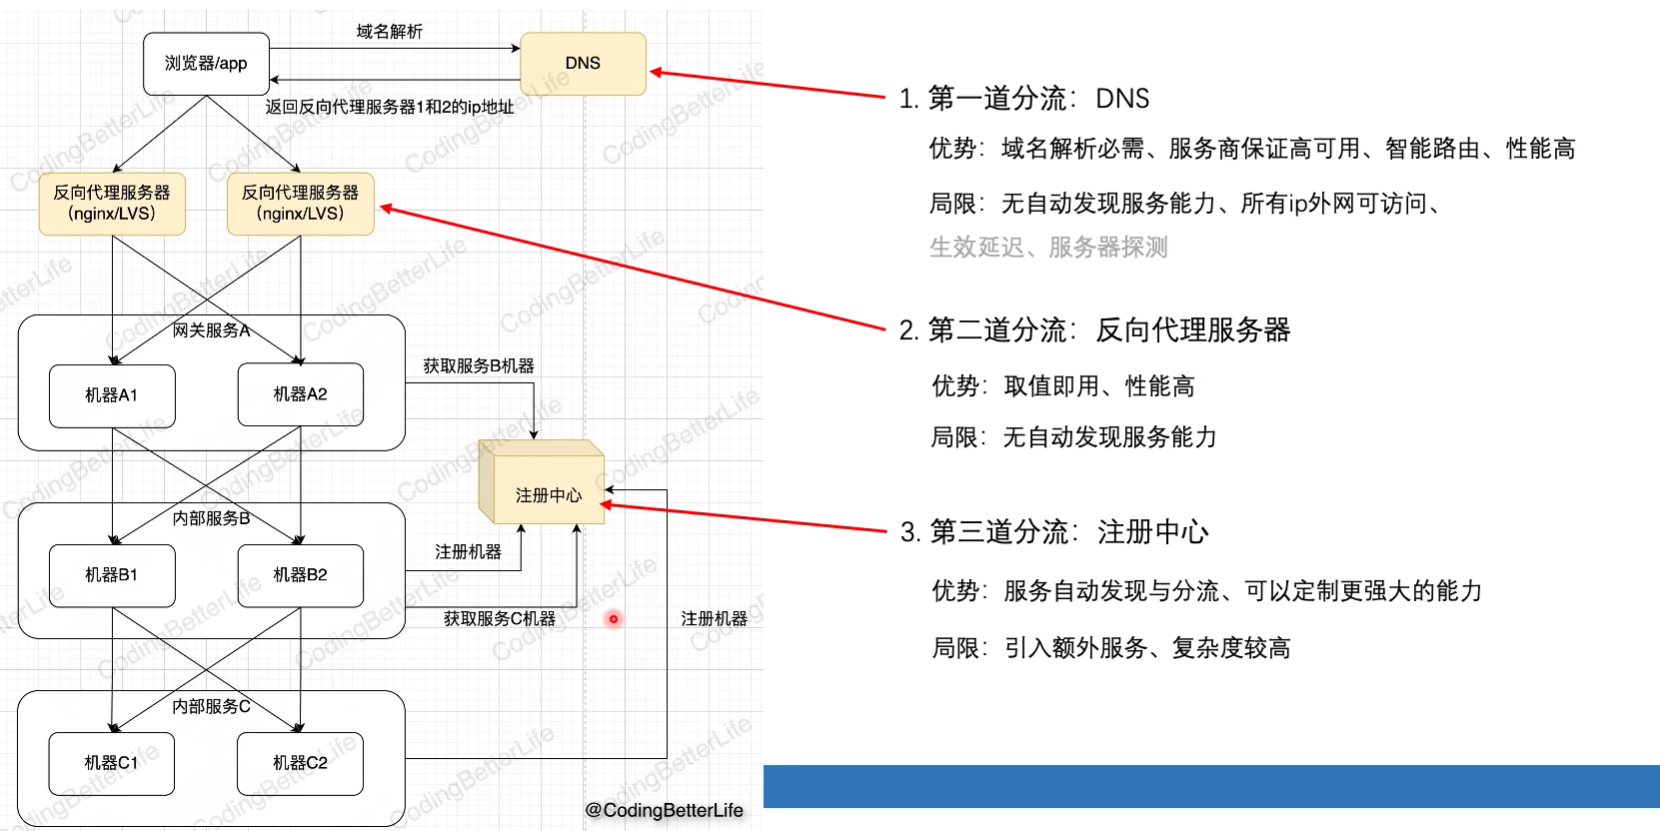 域名解析
浏览器/app
DNS
返回反向代理服务器1和2的ip地址
反向代理服务器
（nginx/LVS）
反向代理服务器
（nginx/LVS）
网关服务A
机器A1
机器A2
获取服务B机器
注册中心
内部服务B
机器B1
机器B2
注册机器
获取服务C机器
注册机器
内部服务C
机器C1
机器C2
@CodingBetterLife
1. 第一道分流：DNS
优势：域名解析必需、服务商保证高可用、智能路由、性能高
局限：无自动发现服务能力、所有ip外网可访问、
生效延迟、服务器探测
2. 第二道分流：反向代理服务器
优势：取值即用、性能高
局限：无自动发现服务能力
3. 第三道分流：注册中心
优势：服务自动发现与分流、可以定制更强大的能力
局限：引入额外服务、复杂度较高
CodingBetterLife